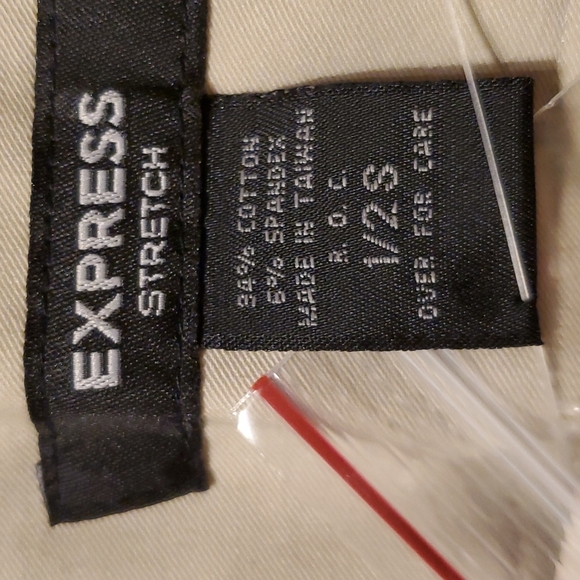 EXPRESS
STRETCH
94% COTTON
6% SPANDEX
MADE IN TAIWAN
R. O. C.
1/2S
OVER FOR CARE